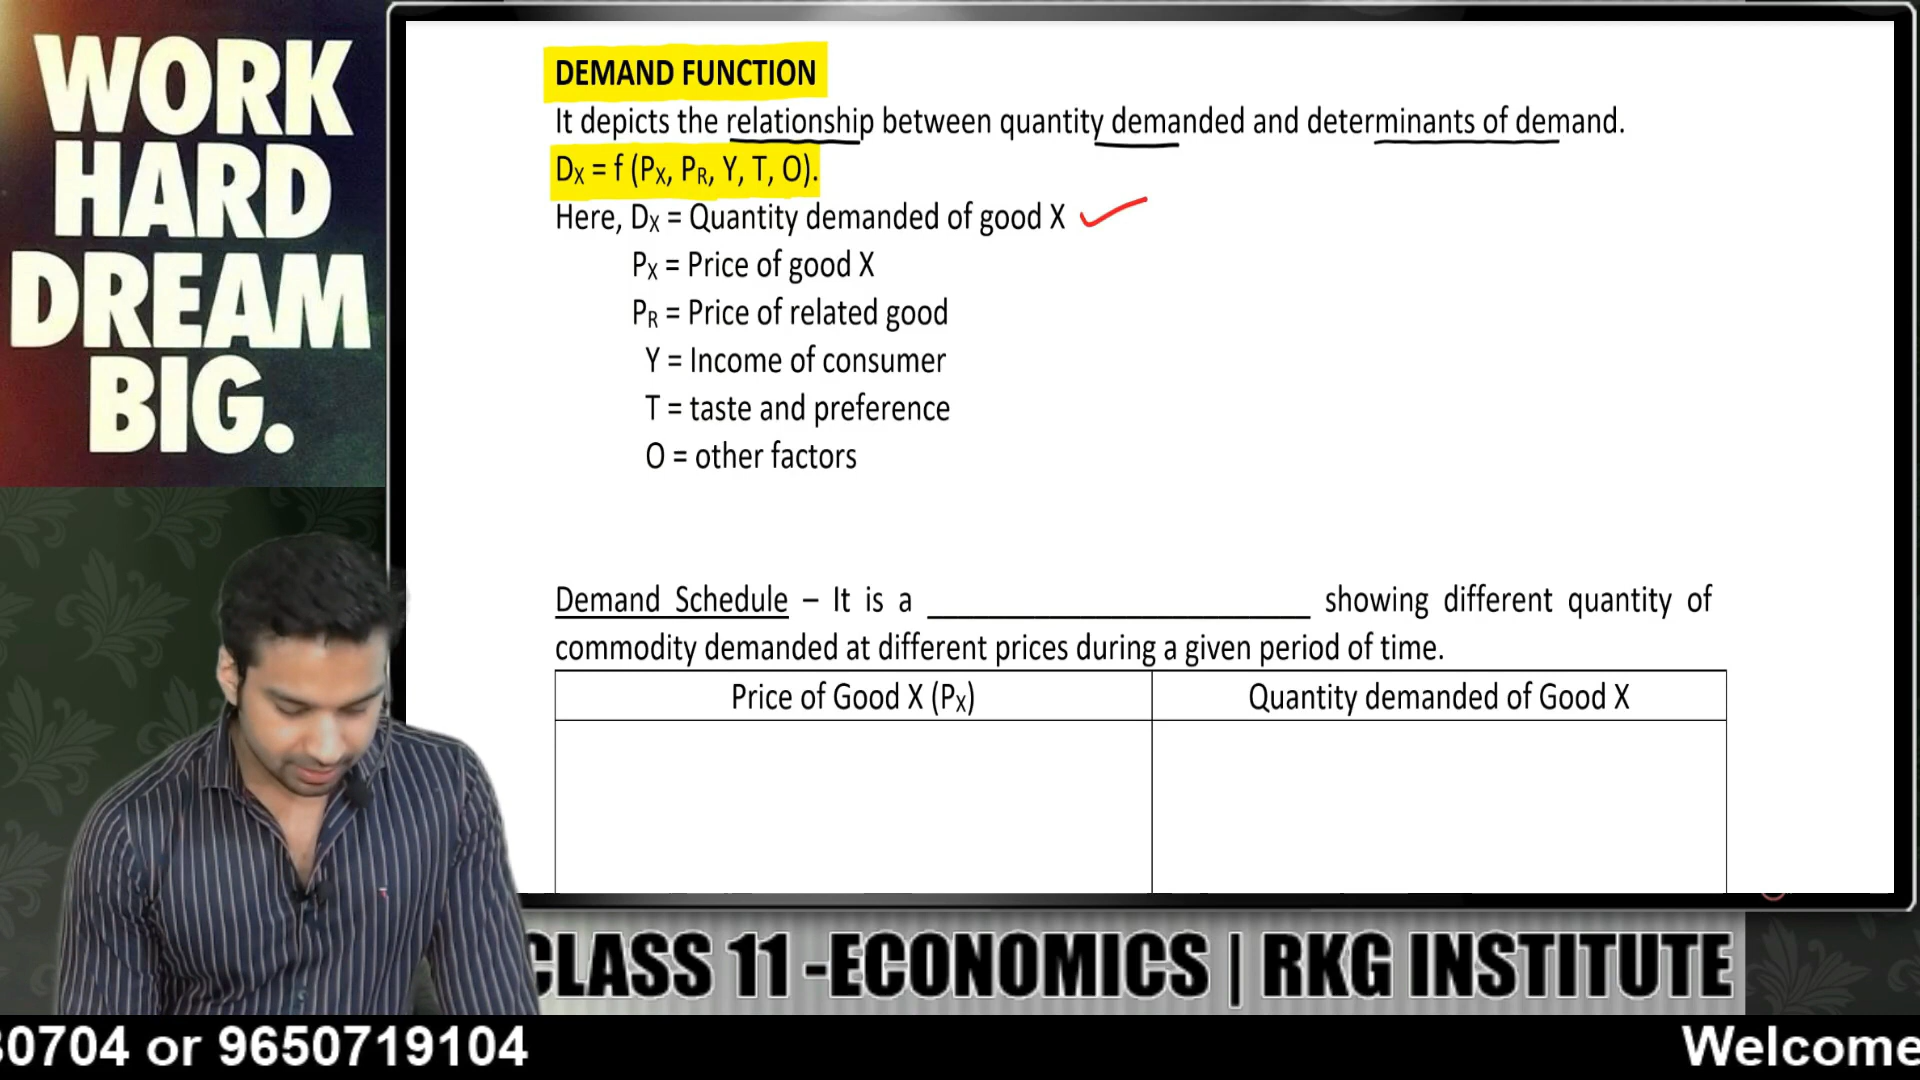 WORK
HARD
DREAM
BIG.
DEMAND FUNCTION
It depicts the relationship between quantity demanded and determinants of demand.
Dx = f (Px, PR, Y, T, O).
Here, Dx = Quantity demanded of good X
Px = Price of good X
PR = Price of related good
Y = Income of consumer
T = taste and preference
O = other factors
Demand Schedule – It is a ______________________ showing different quantity of
commodity demanded at different prices during a given period of time.
Price of Good X (Px) Quantity demanded of Good X
CLASS 11 -ECONOMICS | RKG INSTITUTE
30704 or 9650719104 Welcome